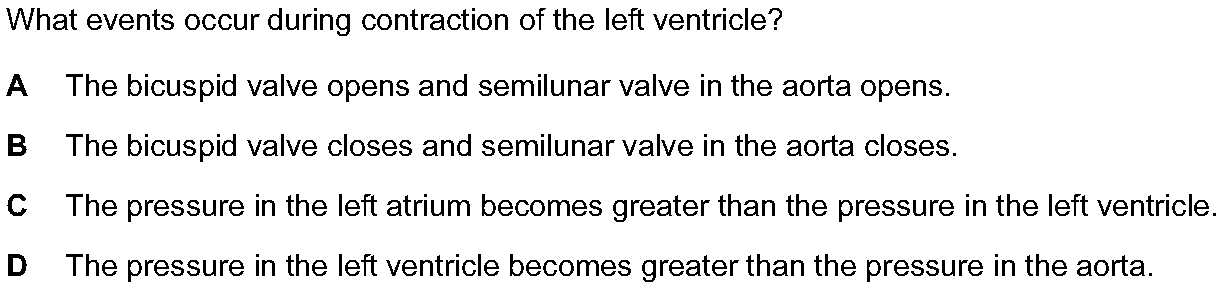 What events occur during contraction of the left ventricle?
A The bicuspid valve opens and semilunar valve in the aorta opens.
B The bicuspid valve closes and semilunar valve in the aorta closes.
C The pressure in the left atrium becomes greater than the pressure in the left ventricle.
D The pressure in the left ventricle becomes greater than the pressure in the aorta.